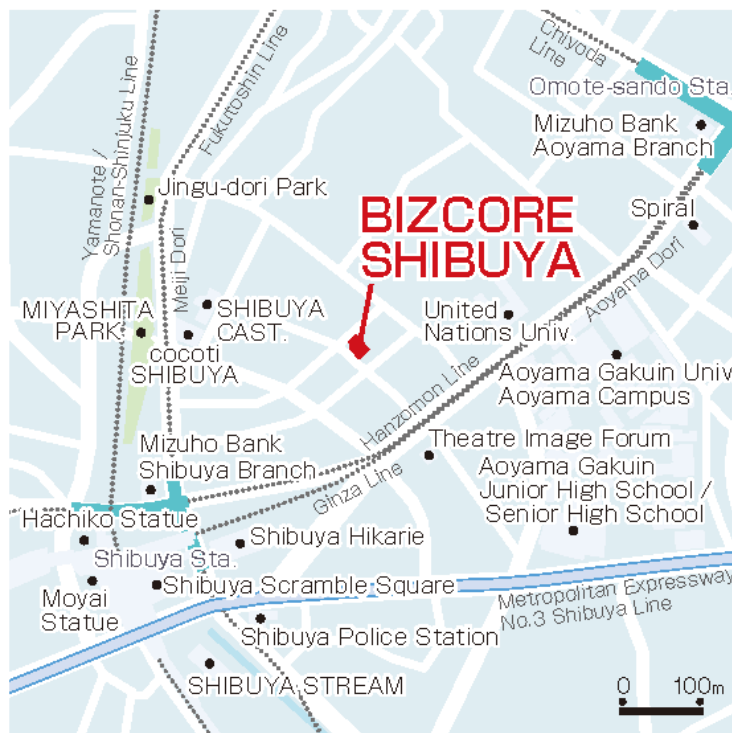 Chiyoda
Line
Omote-sando Sta.
Mizuho Bank
Aoyama Branch
Yamanote /
Shonan-Shinjuku Line
Fukutoshin Line
Jingu-dori Park
Meiji Dori
BIZCORE
SHIBUYA
Spiral
Aoyama Dori
MIYASHITA
PARK
SHIBUYA
CAST.
cocoti
SHIBUYA
United
Nations Univ.
Aoyama Gakuin Univ
Aoyama Campus
Hanzomon Line
Ginza Line
Theatre Image Forum
Aoyama Gakuin
Junior High School /
Senior High School
Mizuho Bank
Shibuya Branch
Hachiko Statue
Shibuya Hikarie
Shibuya Sta.
Moyai
Statue
Shibuya Scramble Square
Metropolitan Expressway
No.3 Shibuya Line
Shibuya Police Station
SHIBUYA STREAM
0 100m